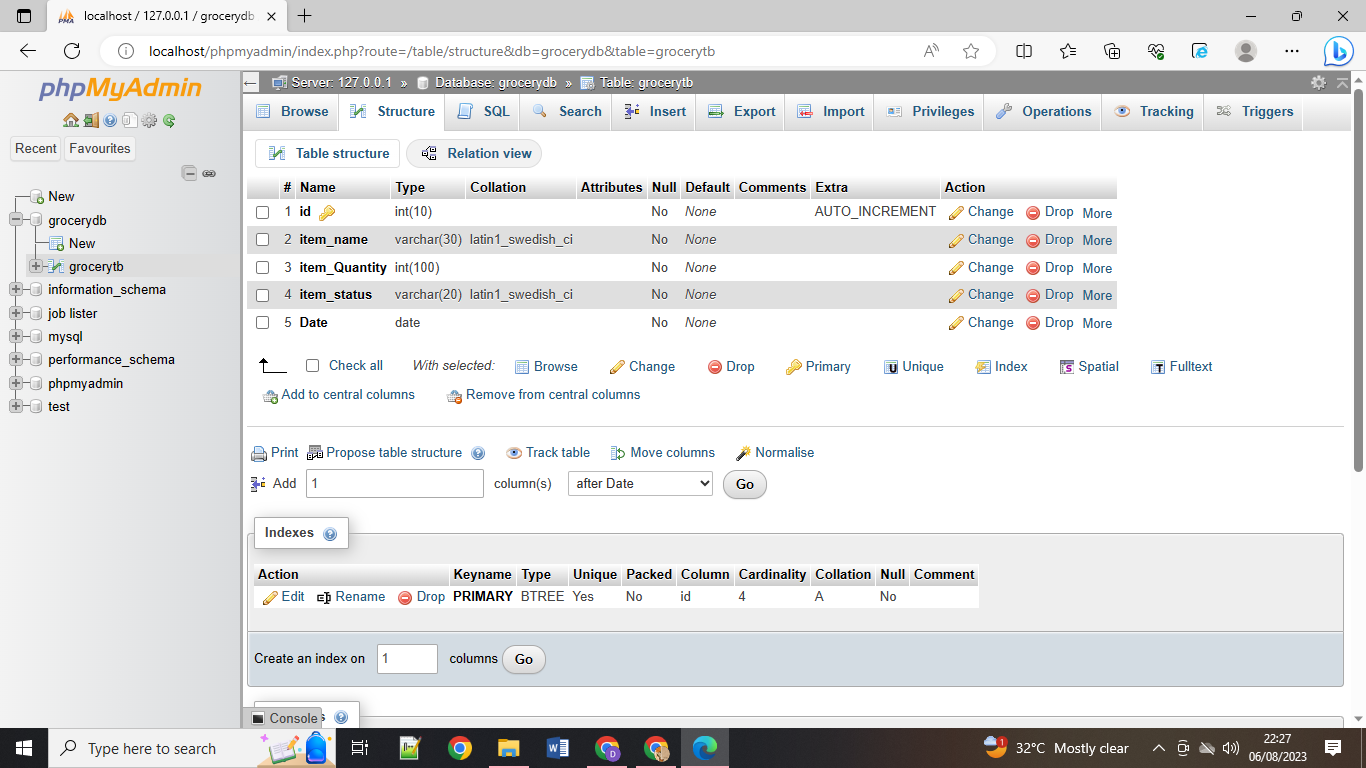 localhost / 127.0.0.1 / grocerydb
localhost/phpmyadmin/index.php?route=/table/structure&db=grocerydb&table=grocerytb
phpMyAdmin
Recent Favourites
New
grocerydb
New
grocerytb
information_schema
job lister
mysql
performance_schema
phpmyadmin
test
Server: 127.0.0.1 » Database: grocerydb » Table: grocerytb
Browse Structure SQL Search Insert Export Import Privileges Operations Tracking Triggers
Table structure Relation view
# Name Type Collation Attributes Null Default Comments Extra Action
1 id int(10) No None AUTO_INCREMENT Change Drop More
2 item_name varchar(30) latin1_swedish_ci No None Change Drop More
3 item_Quantity int(100) No None Change Drop More
4 item_status varchar(20) latin1_swedish_ci No None Change Drop More
5 Date date No None Change Drop More
Check all With selected: Browse Change Drop Primary Unique Index Spatial Fulltext
Add to central columns Remove from central columns
Print Propose table structure Track table Move columns Normalise
Add 1 column(s) after Date Go
Indexes
Action Keyname Type Unique Packed Column Cardinality Collation Null Comment
Edit Rename Drop PRIMARY BTREE Yes No id 4 A No
Create an index on 1 columns Go
Console
Type here to search
32°C Mostly clear
22:27
06/08/2023